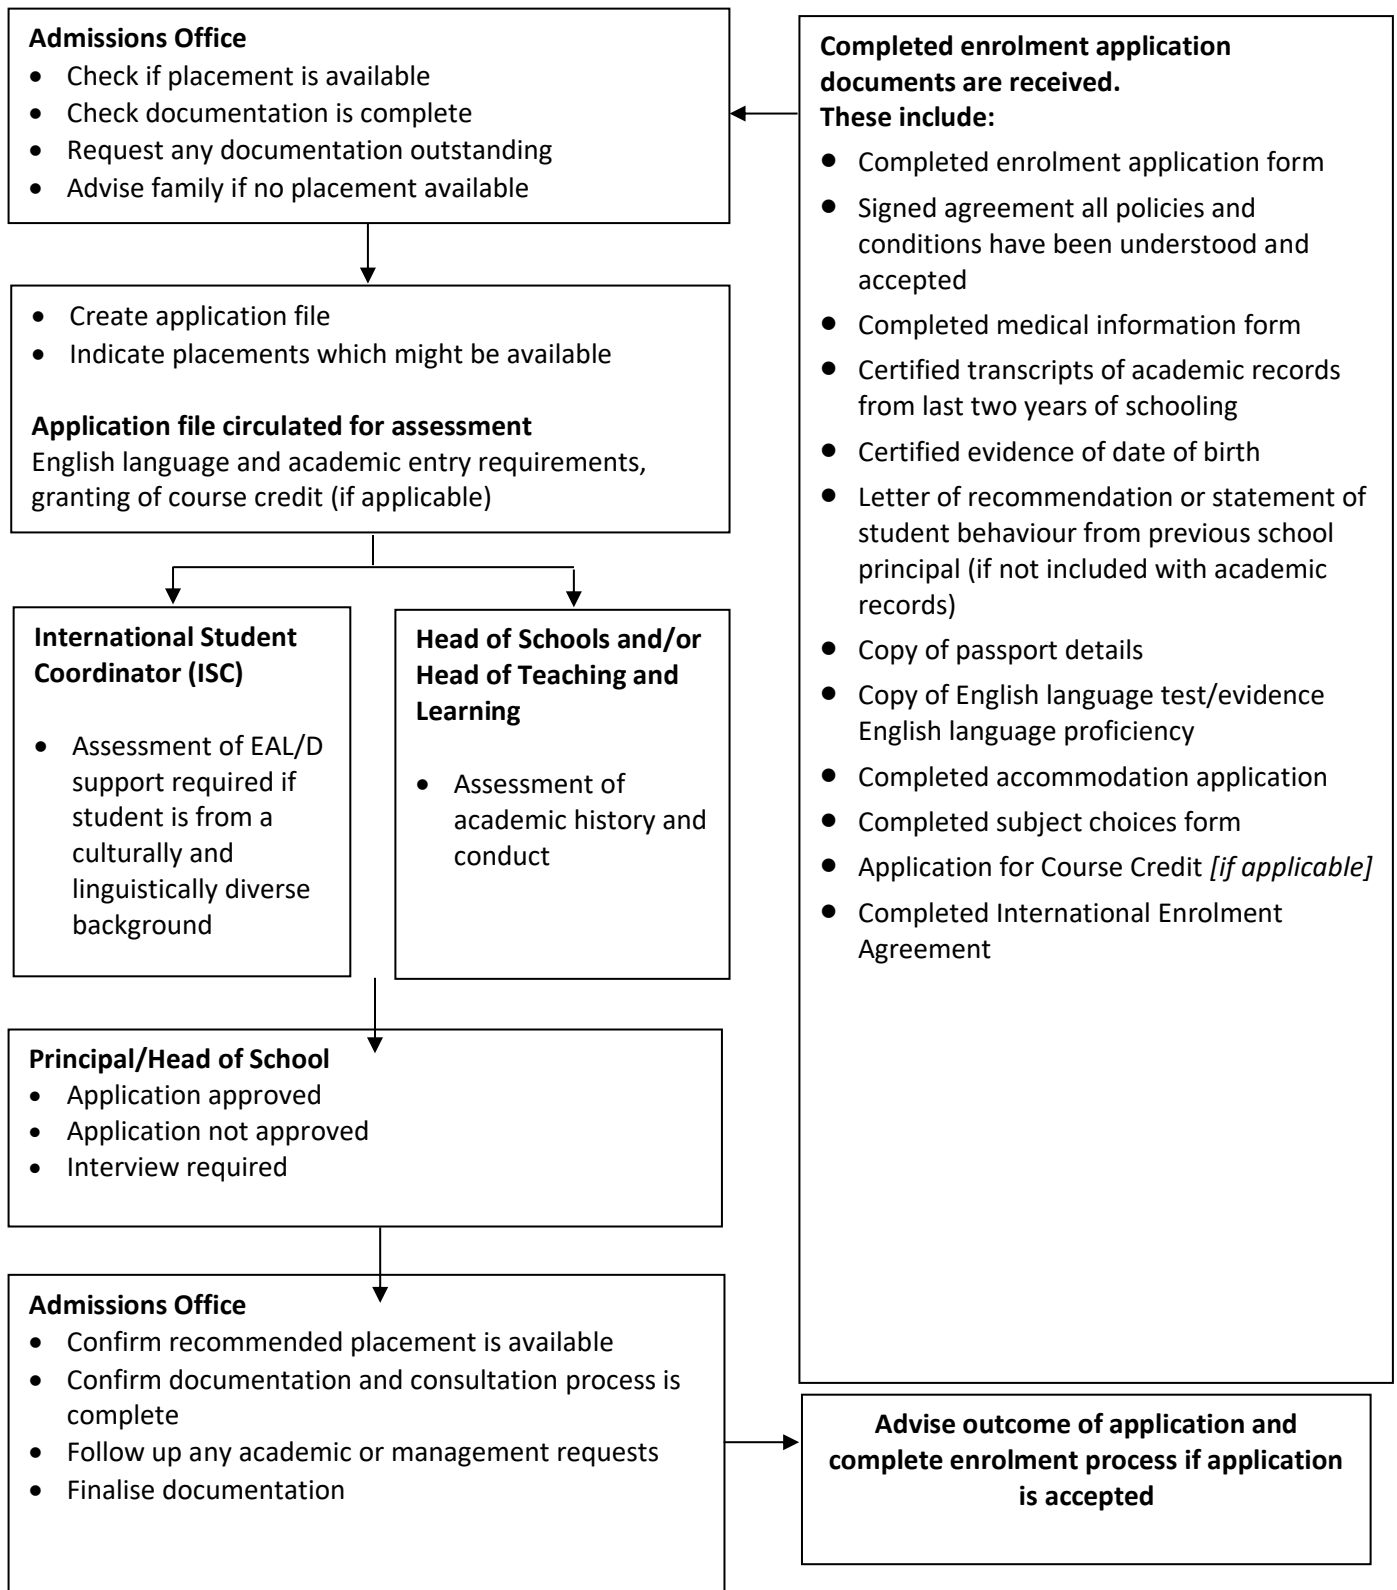 Admissions Office
• Check if placement is available
• Check documentation is complete
• Request any documentation outstanding
• Advise family if no placement available
Completed enrolment application
documents are received.
These include:
• Completed enrolment application form
• Signed agreement all policies and
conditions have been understood and
accepted
• Completed medical information form
• Certified transcripts of academic records
from last two years of schooling
• Certified evidence of date of birth
• Letter of recommendation or statement of
student behaviour from previous school
principal (if not included with academic
records)
• Copy of passport details
• Copy of English language test/evidence
English language proficiency
• Completed accommodation application
• Completed subject choices form
• Application for Course Credit [if applicable]
• Completed International Enrolment
Agreement
• Create application file
• Indicate placements which might be available
Application file circulated for assessment
English language and academic entry requirements,
granting of course credit (if applicable)
International Student
Coordinator (ISC)
• Assessment of EAL/D
support required if
student is from a
culturally and
linguistically diverse
background
Head of Schools and/or
Head of Teaching and
Learning
• Assessment of
academic history and
conduct
Principal/Head of School
• Application approved
• Application not approved
• Interview required
Admissions Office
• Confirm recommended placement is available
• Confirm documentation and consultation process is
complete
• Follow up any academic or management requests
• Finalise documentation
Advise outcome of application and
complete enrolment process if application
is accepted